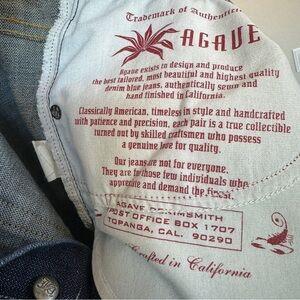 Trademark of Authentic
AGAVE
Agave exists to design and produce
the best tailored, most beautiful and highest quality
denim blue jeans, authentically sewn and
hand finished in California.
Classically American, timeless in style and handcrafted
with patience and precision, each pair is a true collectible
turned out by skilled craftsmen who possess
a genuine love for quality.
Our jeans are not for everyone.
They are for those few individuals who
appreciate and demand the finest.
AGAVE DENIMSMITH
POST OFFICE BOX 1707
TOPANGA, CAL. 90290
Crafted in California